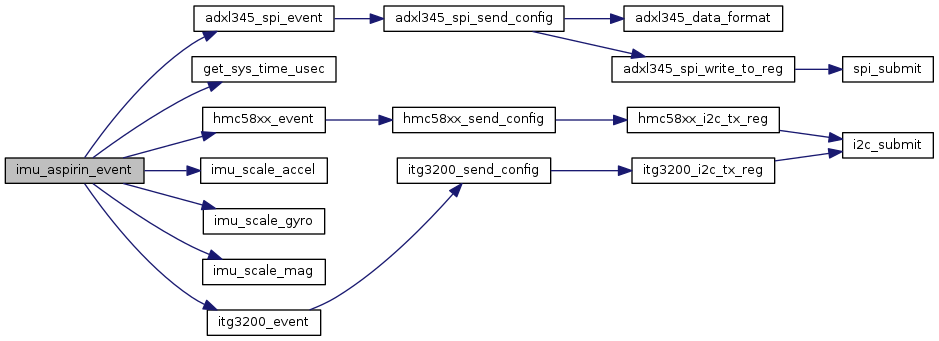 adxl345_spi_event
adxl345_spi_send_config
adxl345_data_format
get_sys_time_usec
adxl345_spi_write_to_reg
spi_submit
hmc58xx_event
hmc58xx_send_config
hmc58xx_i2c_tx_reg
i2c_submit
imu_aspirin_event
imu_scale_accel
itg3200_send_config
itg3200_i2c_tx_reg
imu_scale_gyro
imu_scale_mag
itg3200_event